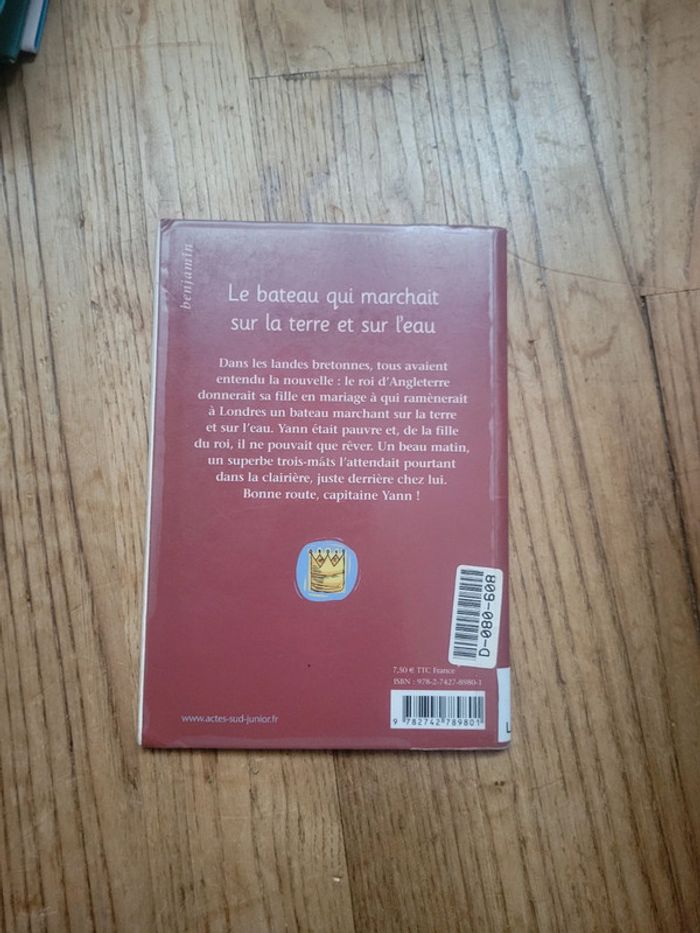 benjamin
Le bateau qui marchait
sur la terre et sur l'eau
Dans les landes bretonnes, tous avaient
entendu la nouvelle : le roi d'Angleterre
donnerait sa fille en mariage à qui ramènerait
à Londres un bateau marchant sur la terre
et sur l'eau. Yann était pauvre et, de la fille
du roi, il ne pouvait que rêver. Un beau matin,
un superbe trois-mâts l'attendait pourtant
dans la clairière, juste derrière chez lui.
Bonne route, capitaine Yann !
D-080-608
7,50 € TTC France
ISBN : 978-2-7427-8980-1
9 782742 789801
www.actes-sud-junior.fr
L